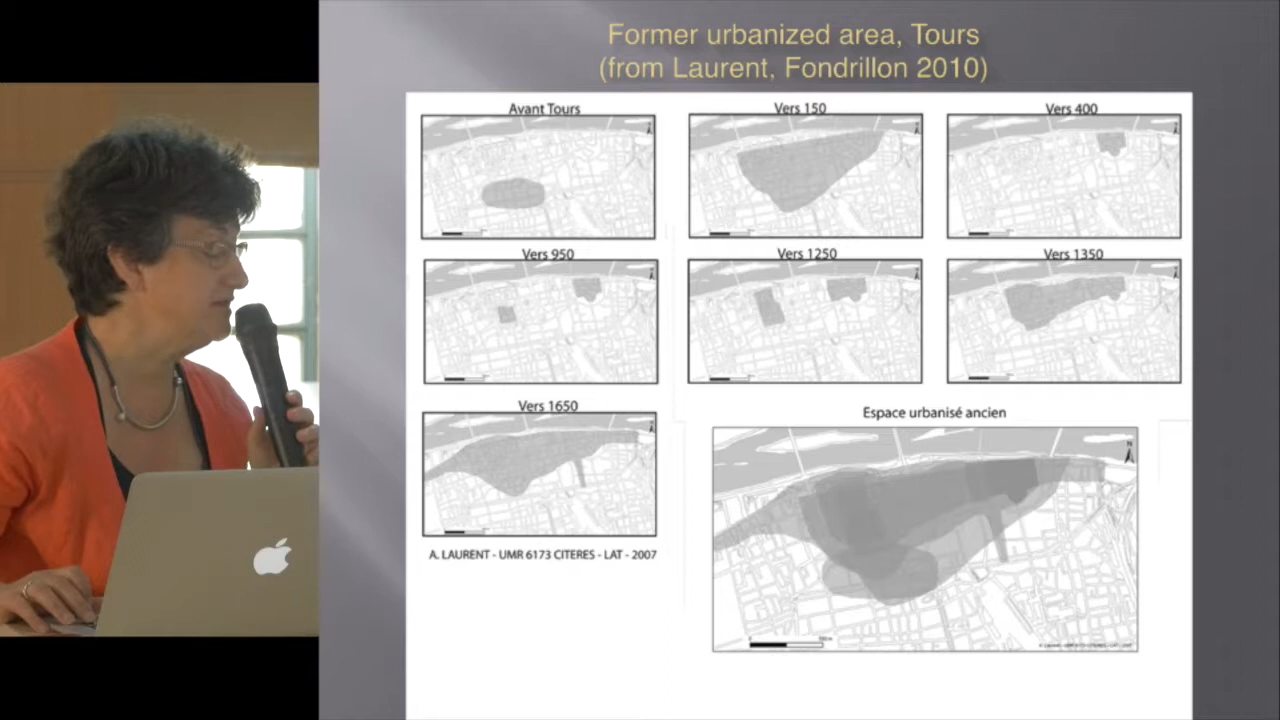 Former urbanized area, Tours
(from Laurent, Fondrillon 2010)
Avant Tours
Vers 150
Vers 400
Vers 950
Vers 1250
Vers 1350
Vers 1650
Espace urbanisé ancien
N
A. LAURENT - UMR 6173 CITERES - LAT - 2007